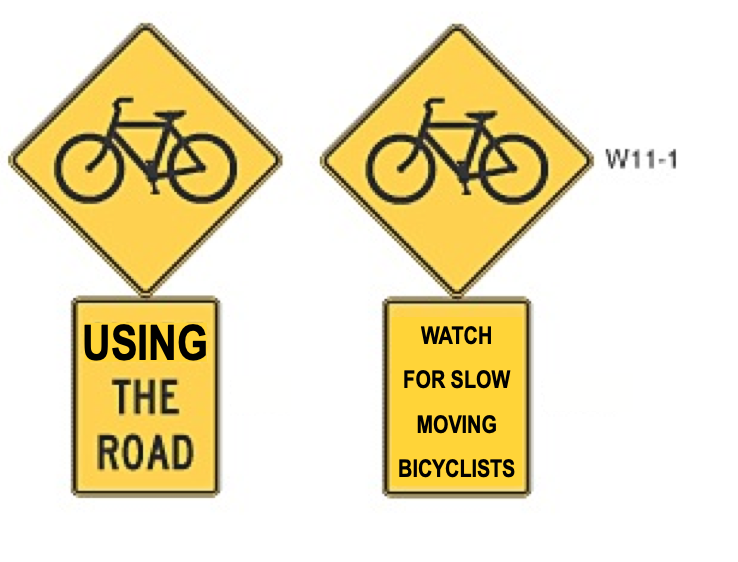 USING
THE
ROAD
WATCH
FOR SLOW
MOVING
BICYCLISTS
W11-1